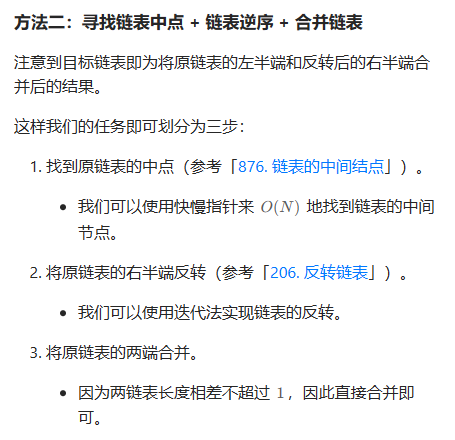 方法二：寻找链表中点 + 链表逆序 + 合并链表
注意到目标链表即为将原链表的左半端和反转后的右半端合
并后的结果。
这样我们的任务即可划分为三步：
1. 找到原链表的中点（参考「876. 链表的中间结点」）。
• 我们可以使用快慢指针来 O(N) 地找到链表的中间
节点。
2. 将原链表的右半端反转（参考「206. 反转链表」）。
• 我们可以使用迭代法实现链表的反转。
3. 将原链表的两端合并。
• 因为两链表长度相差不超过 1，因此直接合并即
可。